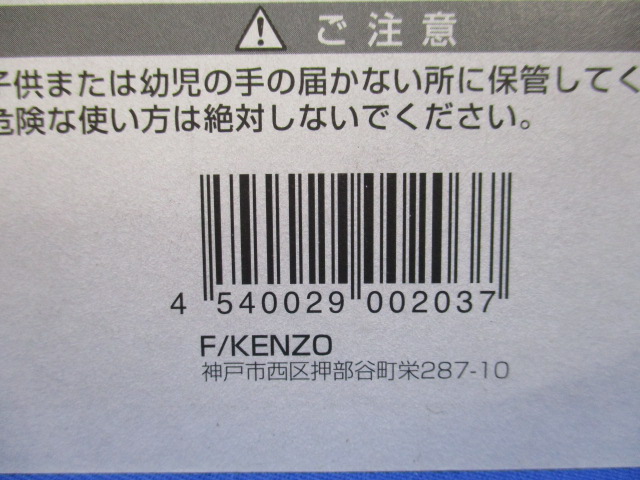 ご注意
子供または幼児の手の届かない所に保管してく
危険な使い方は絶対しないでください。
4 540029 002037
F/KENZO
神戸市西区押部谷町栄287-10